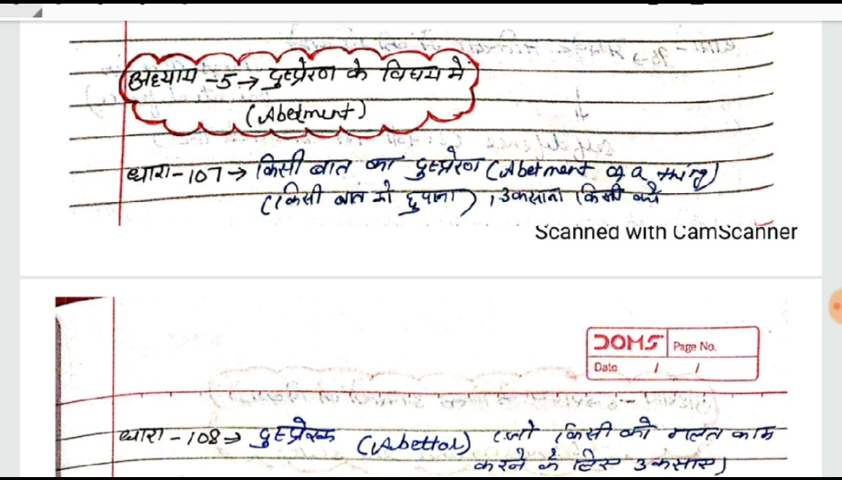 अध्याय -5 → दुष्प्रेरण के विषय में
(Abetment)
धारा-107 → किसी बात का दुष्प्रेरण (Abetment of a thing)
(किसी बात को छुपाना), उकसाना किसी को
Scanned with CamScanner
DOMS Page No.
Date / /
धारा -108 → दुष्प्रेरक (Abettor) (जो किसी को गलत काम
करने के लिए उकसाए)